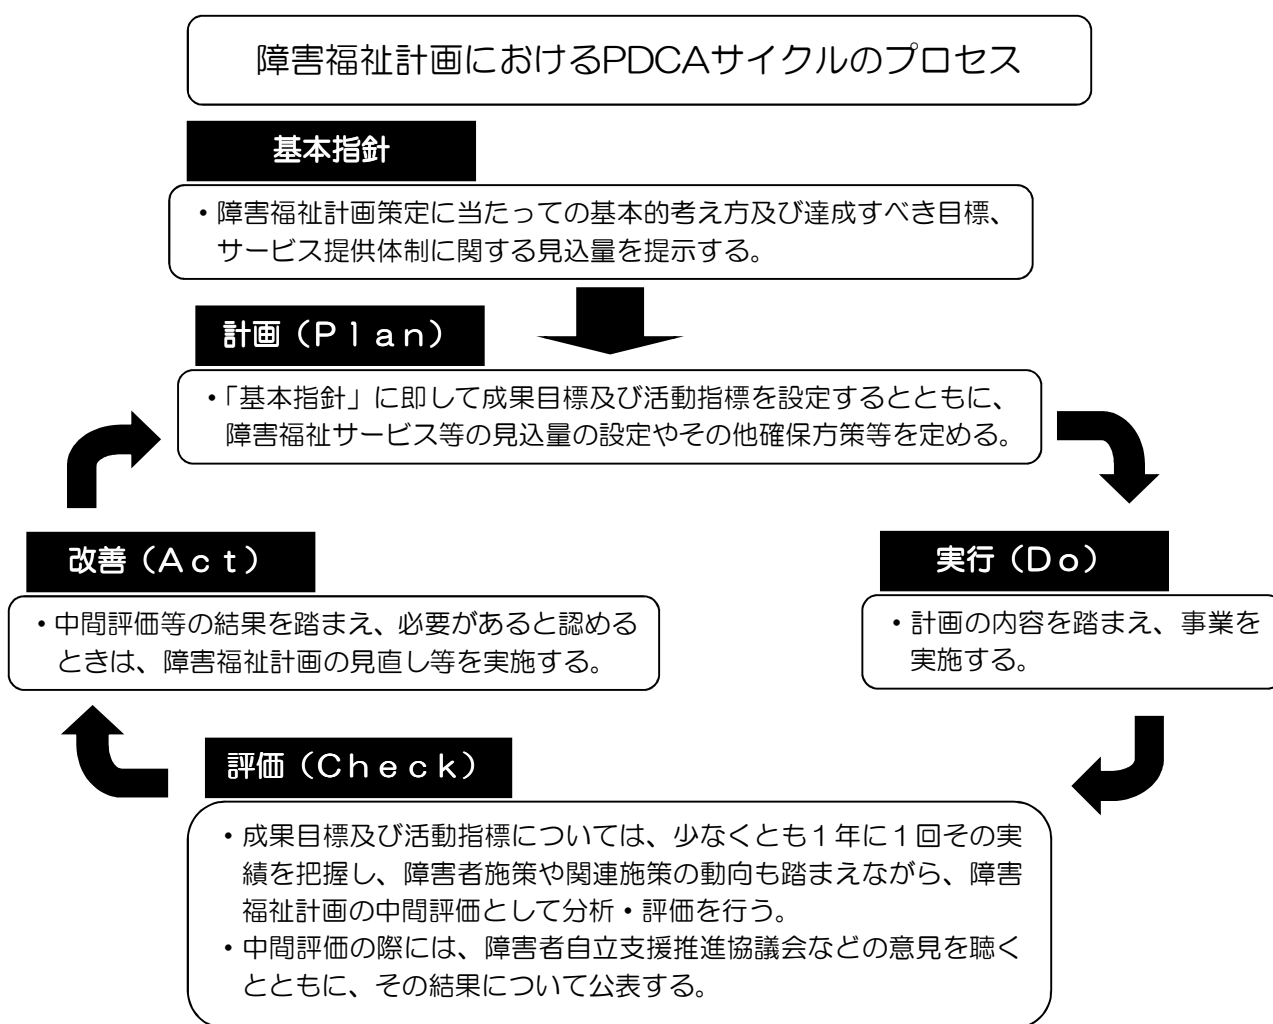 障害福祉計画におけるPDCAサイクルのプロセス
基本指針
・障害福祉計画策定に当たっての基本的考え方及び達成すべき目標、
サービス提供体制に関する見込量を提示する。
計画（Ｐｌａｎ）
・「基本指針」に即して成果目標及び活動指標を設定するとともに、
障害福祉サービス等の見込量の設定やその他確保方策等を定める。
改善（Ａｃｔ）
・中間評価等の結果を踏まえ、必要があると認める
ときは、障害福祉計画の見直し等を実施する。
実行（Ｄｏ）
・計画の内容を踏まえ、事業を
実施する。
評価（Ｃｈｅｃｋ）
・成果目標及び活動指標については、少なくとも１年に１回その実
績を把握し、障害者施策や関連施策の動向も踏まえながら、障害
福祉計画の中間評価として分析・評価を行う。
・中間評価の際には、障害者自立支援推進協議会などの意見を聴く
とともに、その結果について公表する。